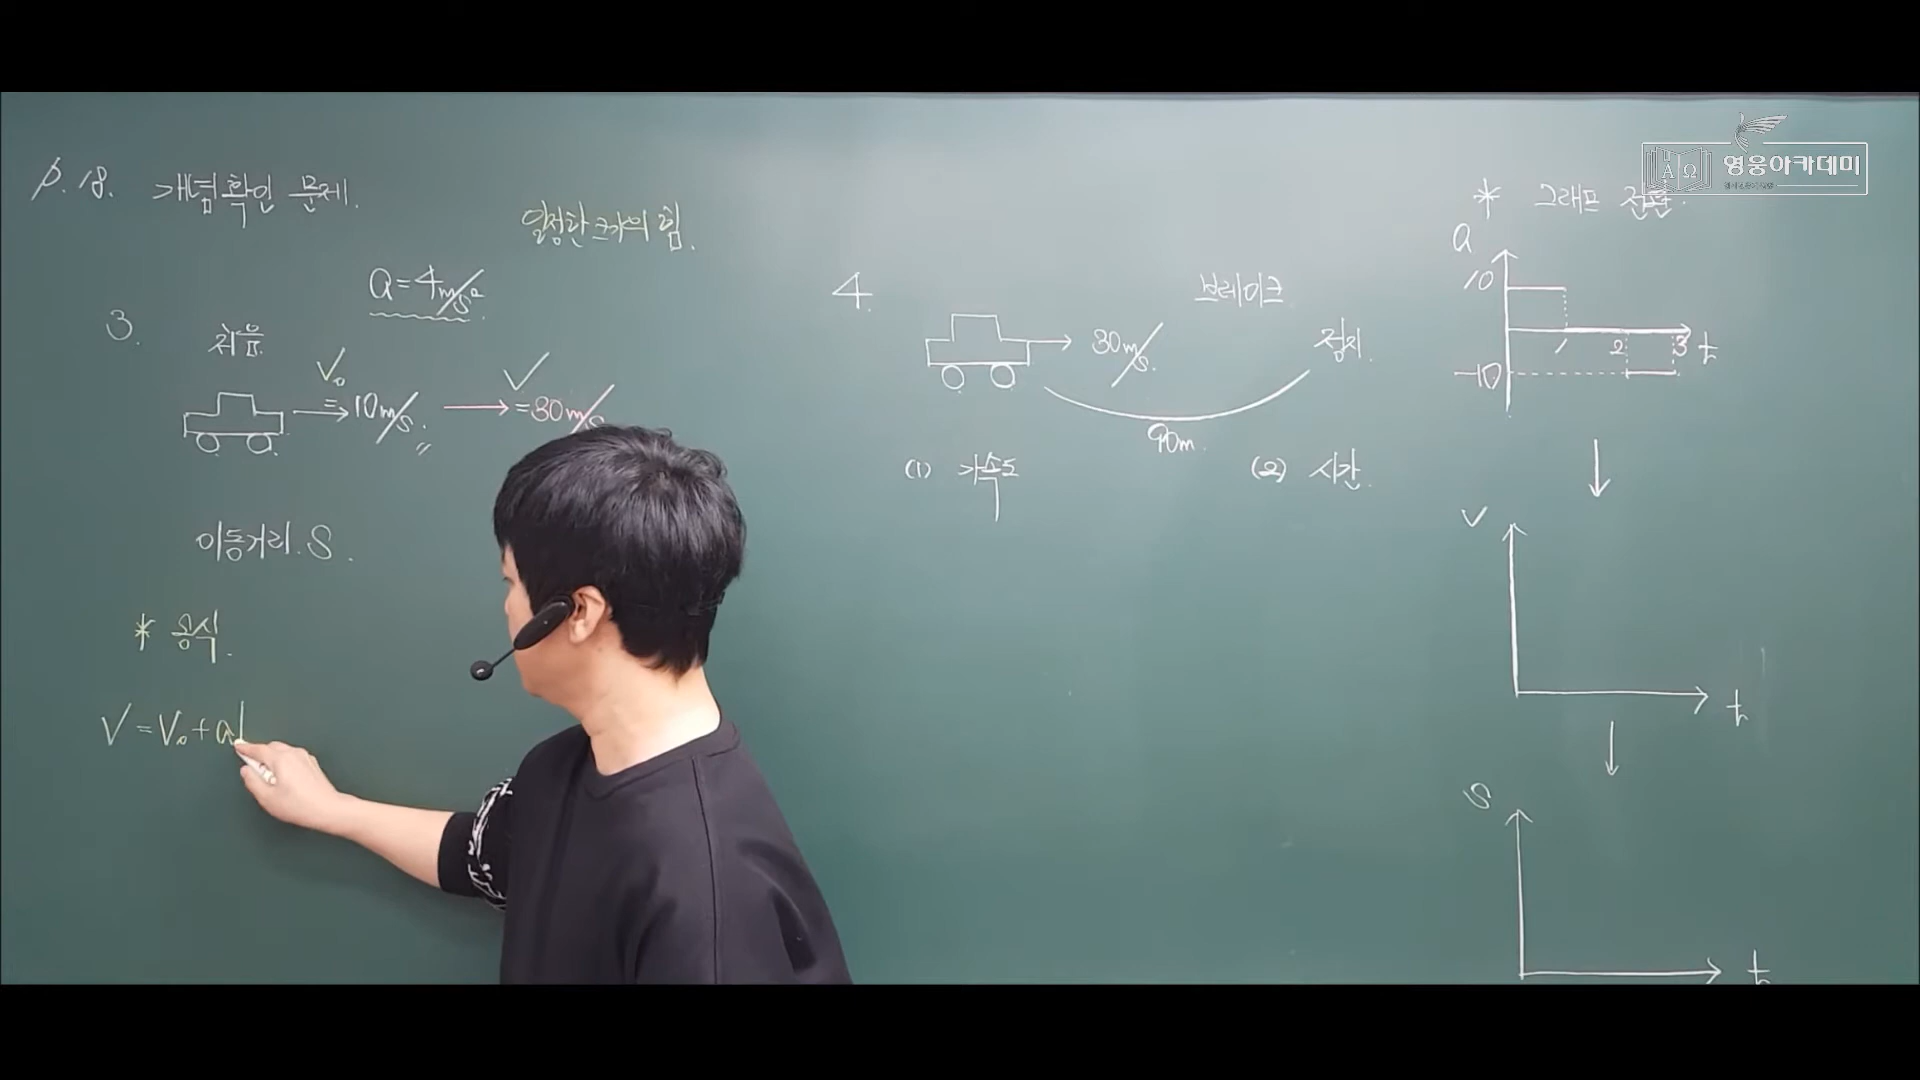 p.18. 개념확인 문제.
일정한 크기의 힘.
a=4m/s²
3.
처음
V₀ = 10m/s.
V = 30m/s
이동거리. S.
* 공식.
V = V₀ + at
4.
브레이크
30m/s.
정지.
90m.
(1) 가속도
(2) 시간.
영웅아카데미
A Ω
* 그래프 전환.
a
10
-10
1 2 3 t
V
t
S
t